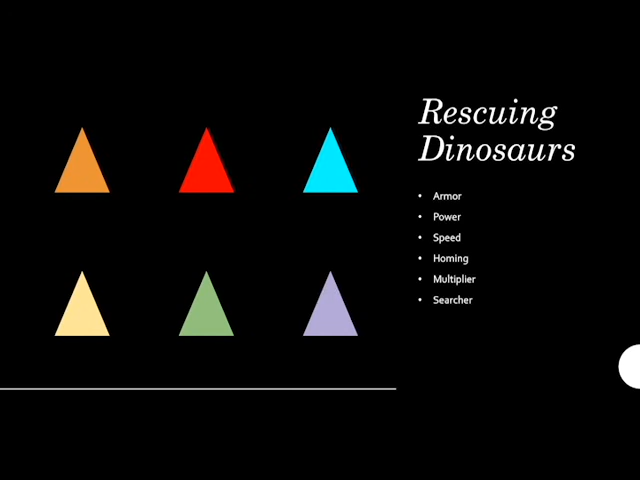 Rescuing
Dinosaurs
• Armor
• Power
• Speed
• Homing
• Multiplier
• Searcher